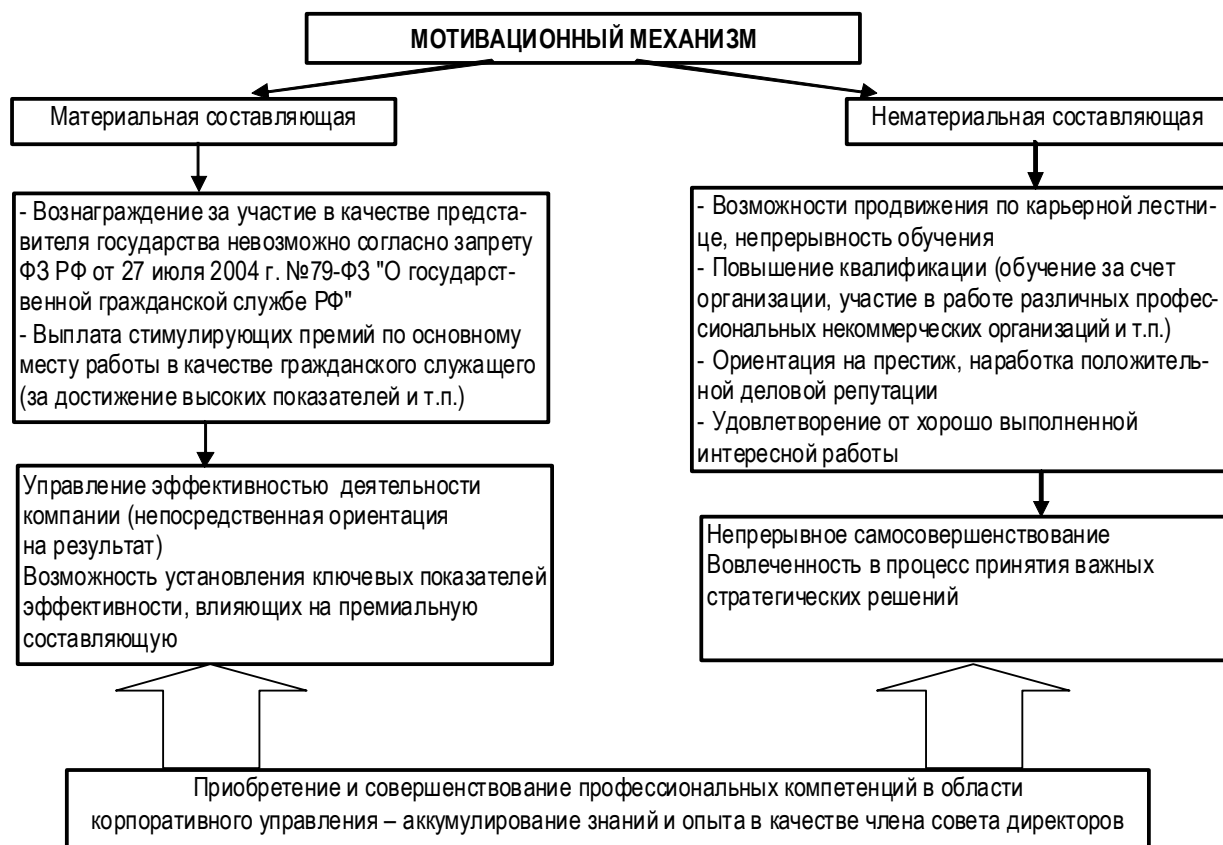 МОТИВАЦИОННЫЙ МЕХАНИЗМ
Материальная составляющая
Нематериальная составляющая
- Вознаграждение за участие в качестве предста-
вителя государства невозможно согласно запрету
ФЗ РФ от 27 июля 2004 г. №79-ФЗ "О государст-
венной гражданской службе РФ"
- Выплата стимулирующих премий по основному
месту работы в качестве гражданского служащего
(за достижение высоких показателей и т.п.)
- Возможности продвижения по карьерной лестни-
це, непрерывность обучения
- Повышение квалификации (обучение за счет
организации, участие в работе различных профес-
сиональных некоммерческих организаций и т.п.)
- Ориентация на престиж, наработка положитель-
ной деловой репутации
- Удовлетворение от хорошо выполненной
интересной работы
Управление эффективностью деятельности
компании (непосредственная ориентация
на результат)
Возможность установления ключевых показателей
эффективности, влияющих на премиальную
составляющую
Непрерывное самосовершенствование
Вовлеченность в процесс принятия важных
стратегических решений
Приобретение и совершенствование профессиональных компетенций в области
корпоративного управления – аккумулирование знаний и опыта в качестве члена совета директоров